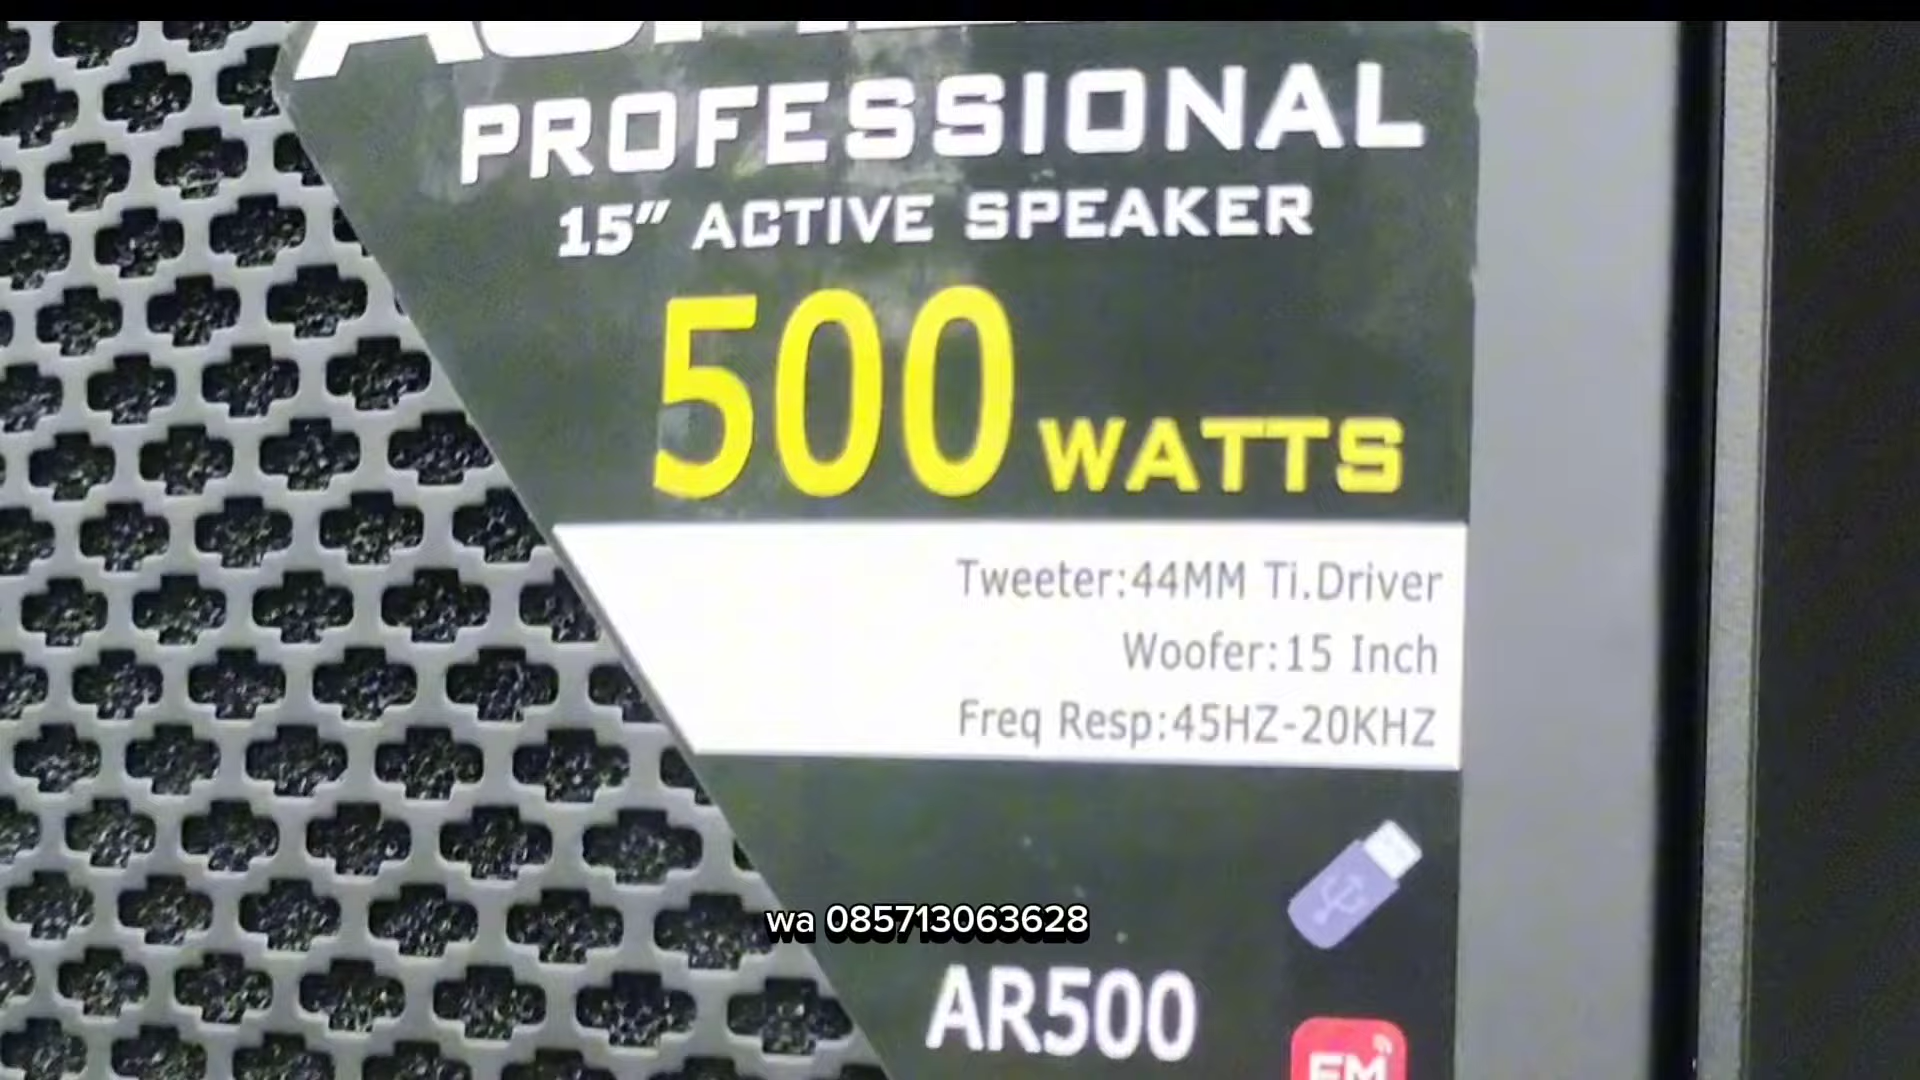 PROFESSIONAL
15" ACTIVE SPEAKER
500 WATTS
Tweeter:44MM Ti.Driver
Woofer:15 Inch
Freq Resp:45HZ-20KHZ
wa 085713063628
AR500
FM